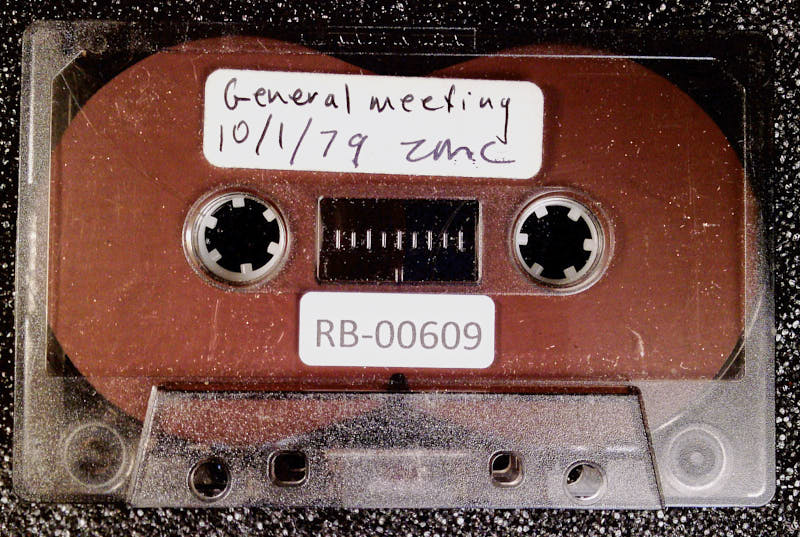 General meeting
10/1/79 ZMC
RB-00609